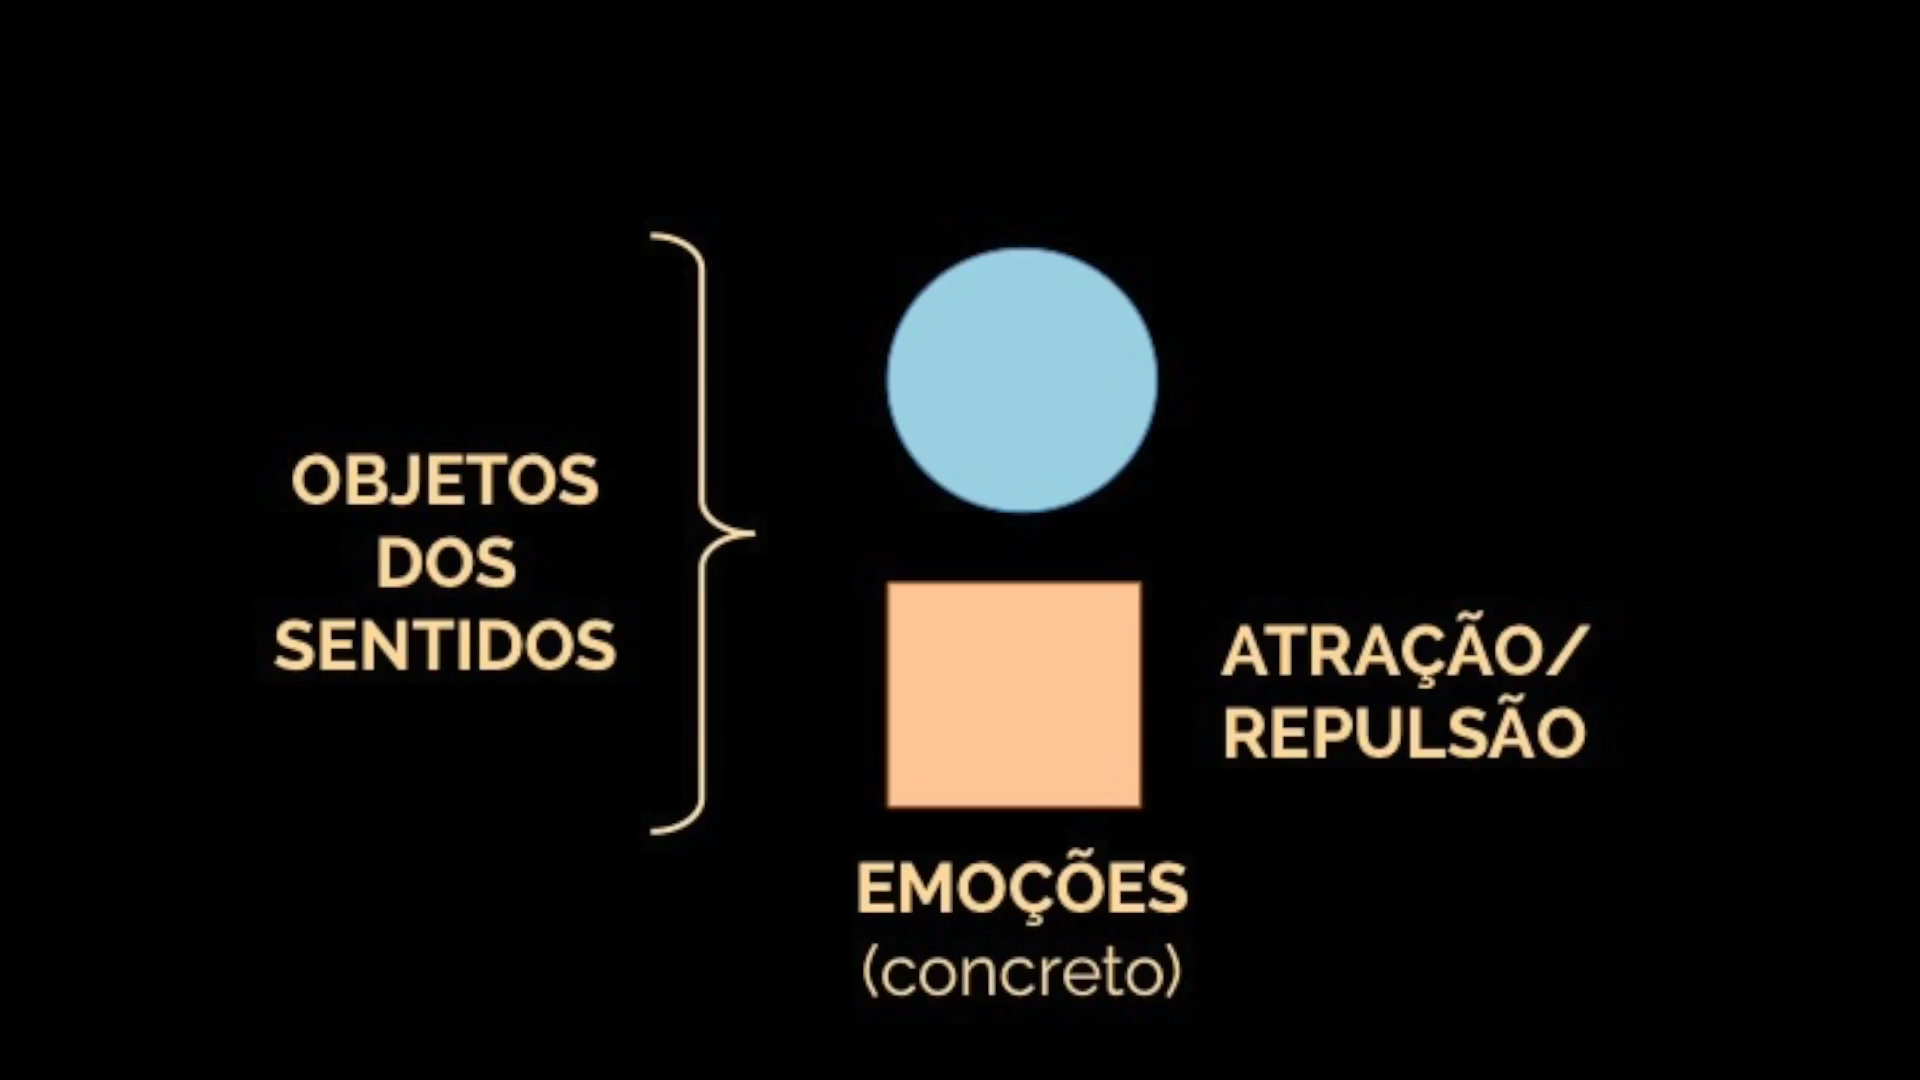 OBJETOS
DOS
SENTIDOS
ATRAÇÃO/
REPULSÃO
EMOÇÕES
(concreto)